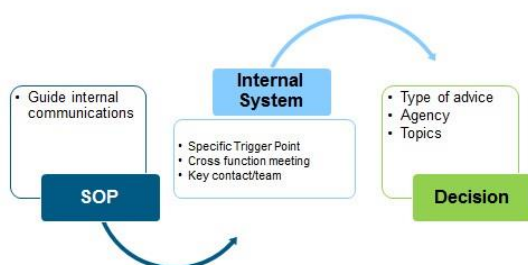 • Guide internal
communications
SOP
Internal
System
• Specific Trigger Point
• Cross function meeting
• Key contact/team
• Type of advice
• Agency
• Topics
Decision